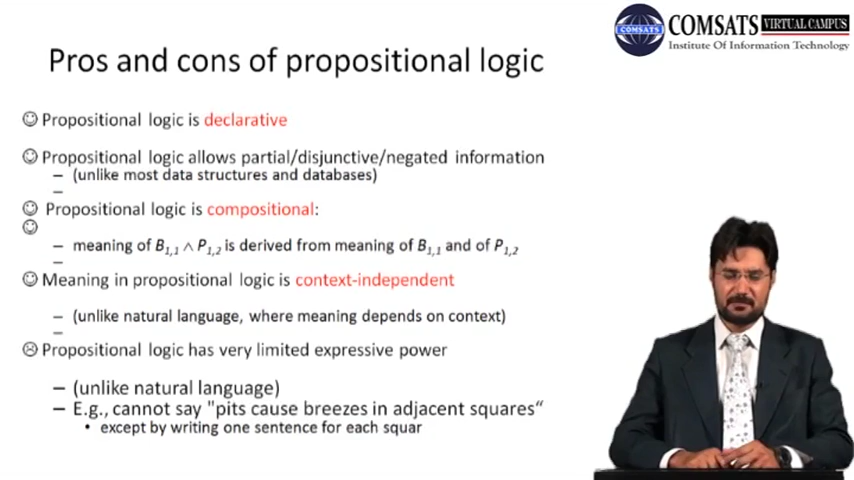 COMSATS VIRTUAL CAMPUS
Institute Of Information Technology
COMSATS
Pros and cons of propositional logic
☺ Propositional logic is declarative
☺ Propositional logic allows partial/disjunctive/negated information
– (unlike most data structures and databases)
–
☺ Propositional logic is compositional:
☺
– meaning of B1,1 ∧ P1,2 is derived from meaning of B1,1 and of P1,2
–
☺ Meaning in propositional logic is context-independent
– (unlike natural language, where meaning depends on context)
–
☹ Propositional logic has very limited expressive power
– (unlike natural language)
– E.g., cannot say "pits cause breezes in adjacent squares“
• except by writing one sentence for each squar